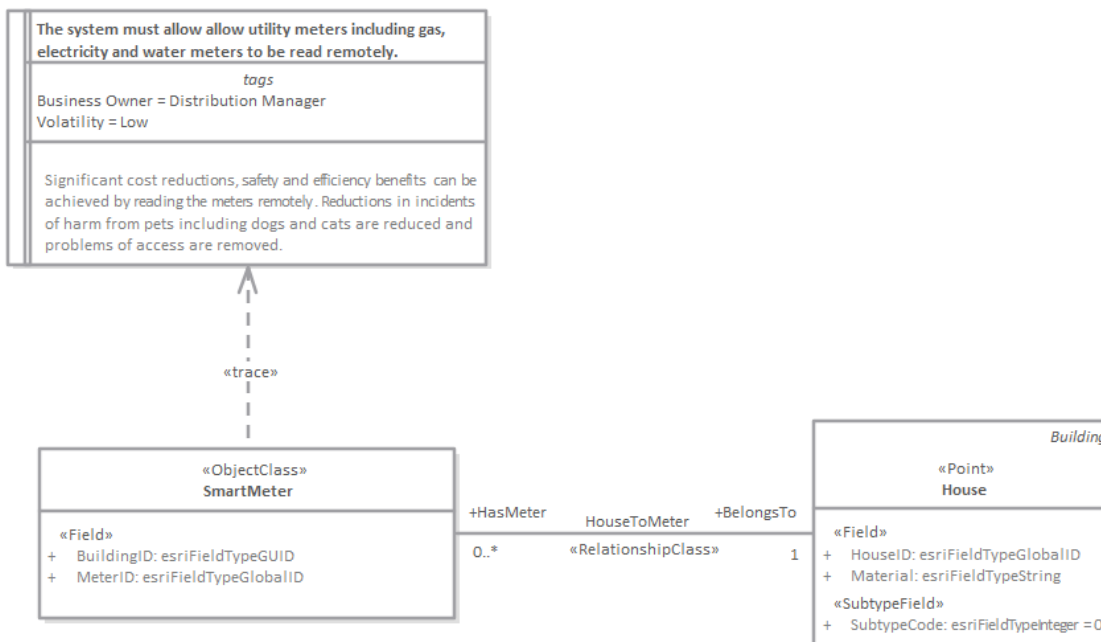 The system must allow allow utility meters including gas,
electricity and water meters to be read remotely.
tags
Business Owner = Distribution Manager
Volatility = Low
Significant cost reductions, safety and efficiency benefits can be
achieved by reading the meters remotely. Reductions in incidents
of harm from pets including dogs and cats are reduced and
problems of access are removed.
«trace»
«ObjectClass»
SmartMeter
«Field»
+ BuildingID: esriFieldTypeGUID
+ MeterID: esriFieldTypeGlobalID
+HasMeter
HouseToMeter
+BelongsTo
0..*
«RelationshipClass»
1
Building
«Point»
House
«Field»
+ HouseID: esriFieldTypeGlobalID
+ Material: esriFieldTypeString
«SubtypeField»
+ SubtypeCode: esriFieldTypeInteger = 0